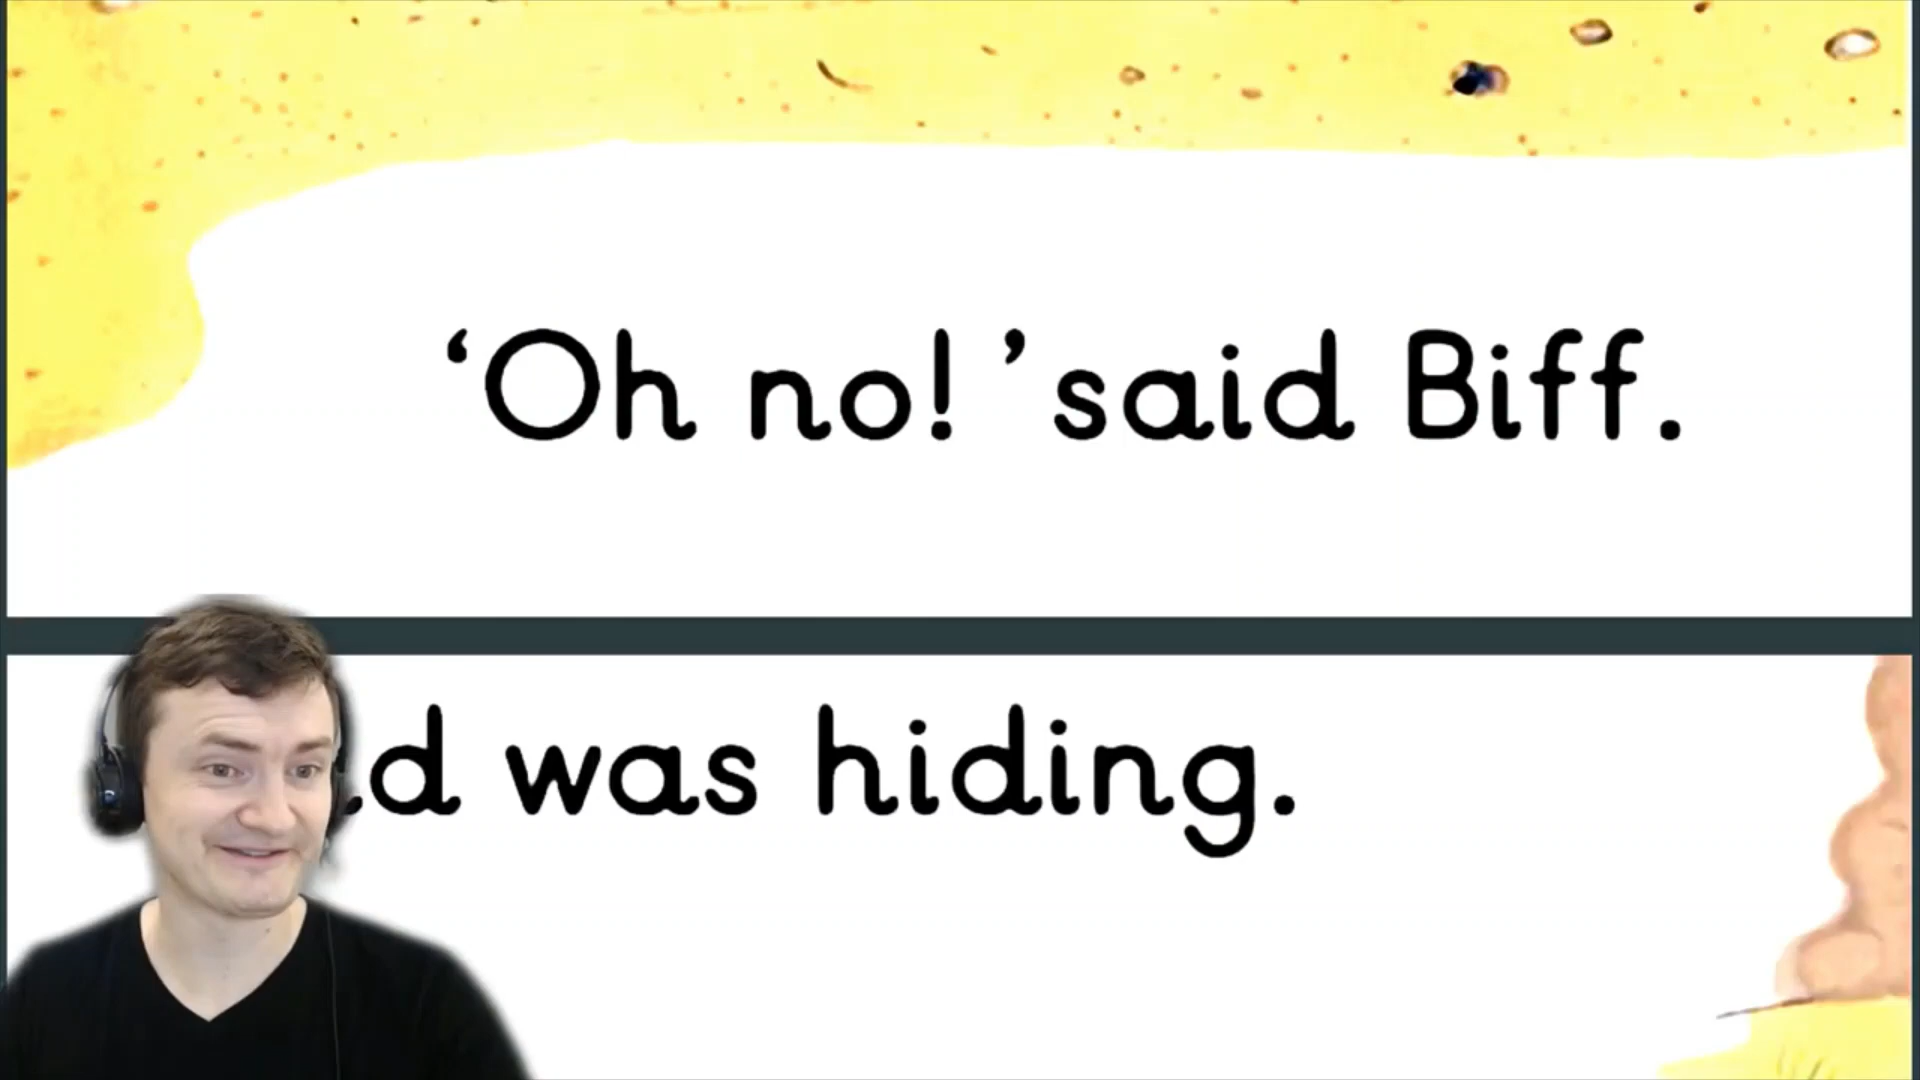 ‘Oh no! ’said Biff.
was hiding.